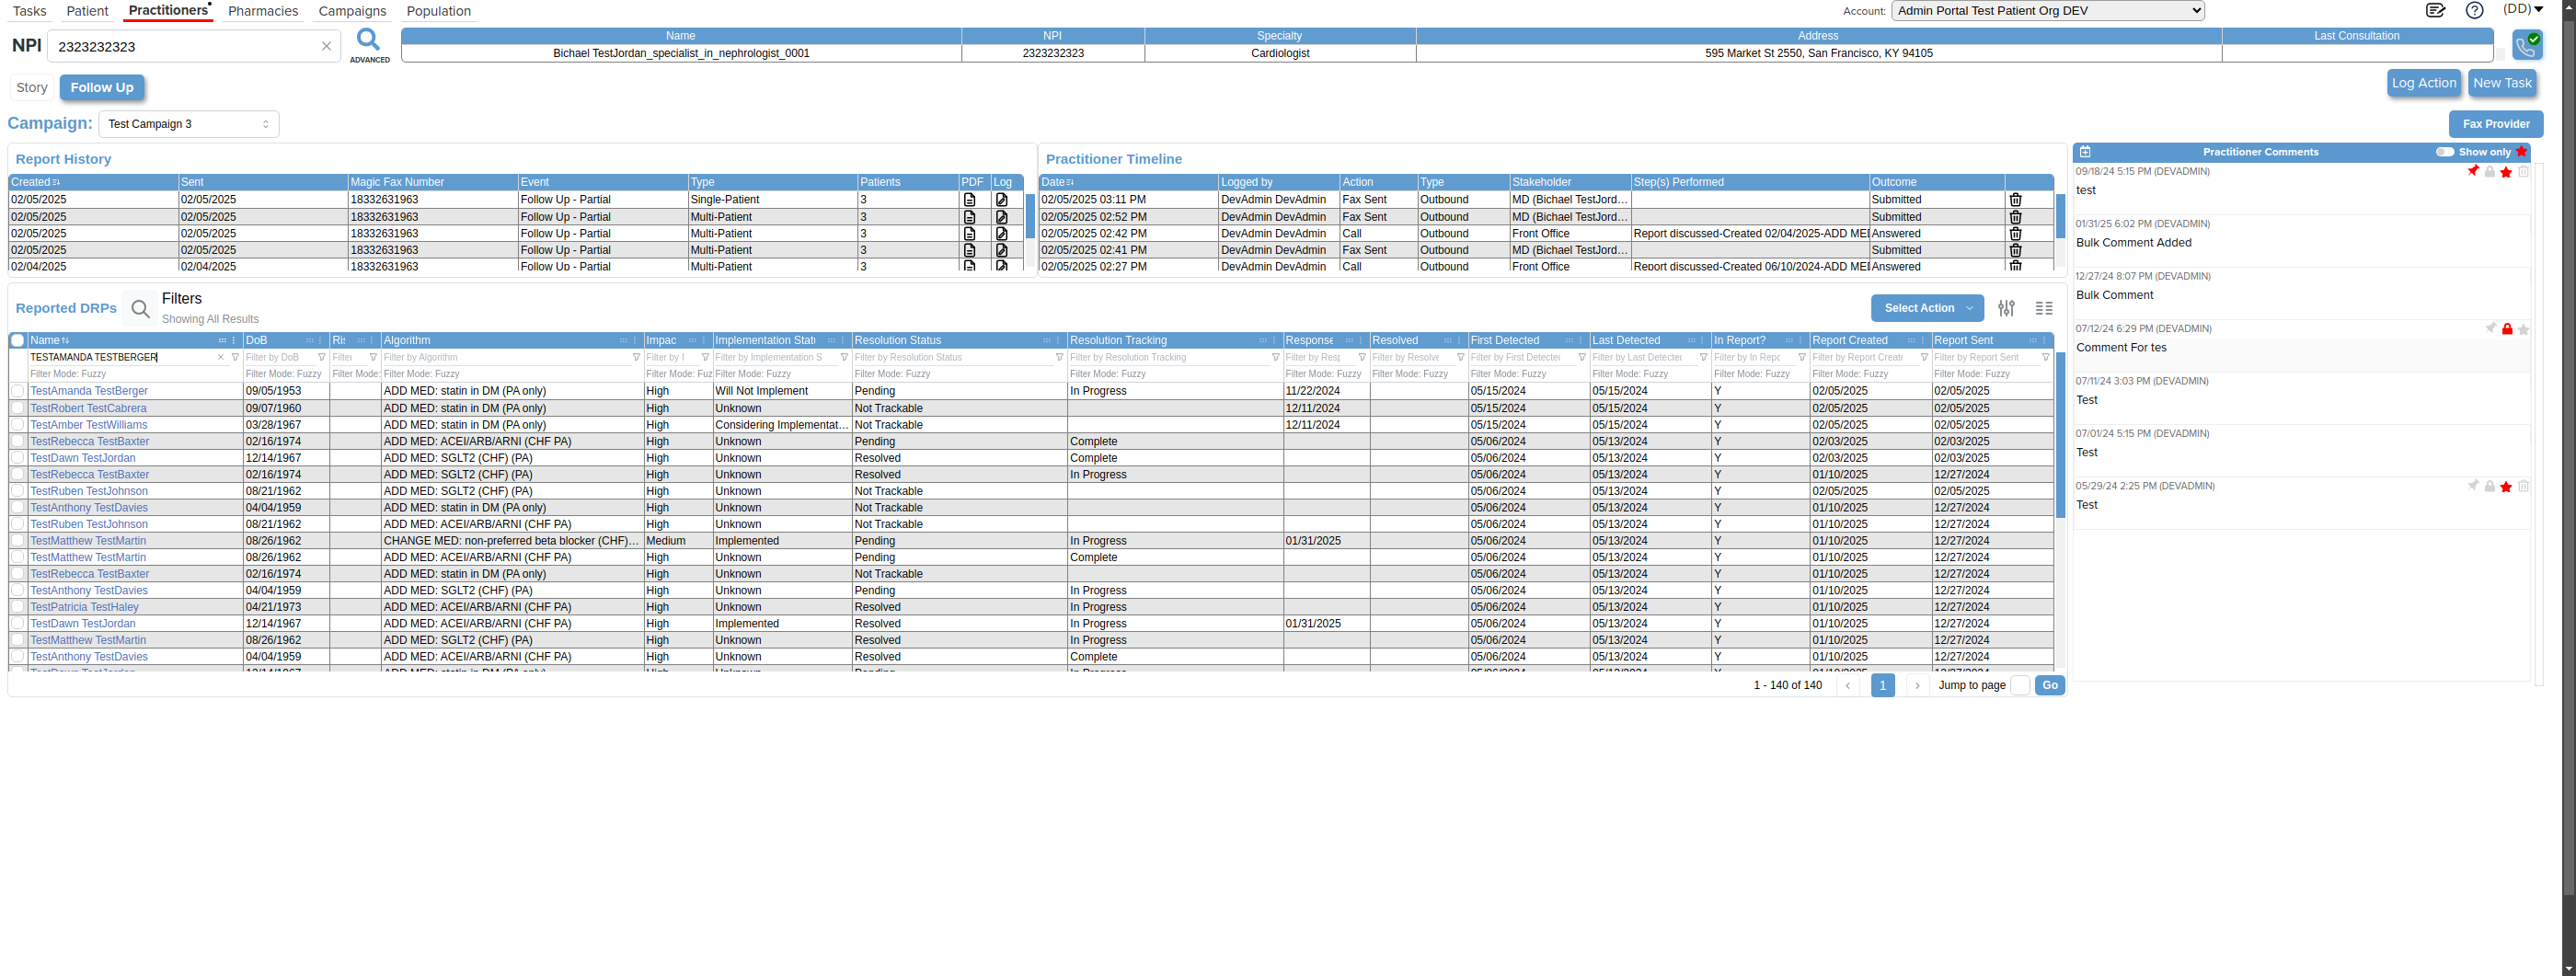 Tasks Patient Practitioners Pharmacies Campaigns Population Account: Admin Portal Test Patient Org DEV (DD)
NPI 2323232323 ADVANCED
Name NPI Specialty Address Last Consultation
Bichael TestJordan_specialist_in_nephrologist_0001 2323232323 Cardiologist 595 Market St 2550, San Francisco, KY 94105
Story Follow Up Log Action New Task
Campaign: Test Campaign 3 Fax Provider
Report History
Created Sent Magic Fax Number Event Type Patients PDF Log
02/05/2025 02/05/2025 18332631963 Follow Up - Partial Single-Patient 3
02/05/2025 02/05/2025 18332631963 Follow Up - Partial Multi-Patient 3
02/05/2025 02/05/2025 18332631963 Follow Up - Partial Multi-Patient 3
02/05/2025 02/05/2025 18332631963 Follow Up - Partial Multi-Patient 3
02/04/2025 02/04/2025 18332631963 Follow Up - Partial Multi-Patient 3
Practitioner Timeline
Date Logged by Action Type Stakeholder Step(s) Performed Outcome
02/05/2025 03:11 PM DevAdmin DevAdmin Fax Sent Outbound MD (Bichael TestJord... Submitted
02/05/2025 02:52 PM DevAdmin DevAdmin Fax Sent Outbound MD (Bichael TestJord... Submitted
02/05/2025 02:42 PM DevAdmin DevAdmin Call Outbound Front Office Report discussed-Created 02/04/2025-ADD MEI Answered
02/05/2025 02:41 PM DevAdmin DevAdmin Fax Sent Outbound MD (Bichael TestJord... Submitted
02/05/2025 02:27 PM DevAdmin DevAdmin Call Outbound Front Office Report discussed-Created 06/10/2024-ADD MEI Answered
Practitioner Comments Show only
09/18/24 5:15 PM (DEVADMIN)
test
01/31/25 6:02 PM (DEVADMIN)
Bulk Comment Added
12/27/24 8:07 PM (DEVADMIN)
Bulk Comment
07/12/24 6:29 PM (DEVADMIN)
Comment For tes
07/11/24 3:03 PM (DEVADMIN)
Test
07/01/24 5:15 PM (DEVADMIN)
Test
05/29/24 2:25 PM (DEVADMIN)
Test
Reported DRPs Filters
Showing All Results
Select Action
Name DoB Ris Algorithm Impac Implementation Statu Resolution Status Resolution Tracking Response Resolved First Detected Last Detected In Report? Report Created Report Sent
TESTAMANDA TESTBERGER Filter by DoB Filter Filter by Algorithm Filter by I Filter by Implementation S Filter by Resolution Status Filter by Resolution Tracking Filter by Resp Filter by Resolve Filter by First Detected Filter by Last Detected Filter by In Repo Filter by Report Create Filter by Report Sent
Filter Mode: Fuzzy Filter Mode: Fuzzy Filter Mode: Filter Mode: Fuzzy Filter Mode: Fuz Filter Mode: Fuzzy Filter Mode: Fuzzy Filter Mode: Fuzzy Filter Mode: Fuzzy Filter Mode: Fuzzy Filter Mode: Fuzzy Filter Mode: Fuzzy Filter Mode: Fuzzy Filter Mode: Fuzzy Filter Mode: Fuzzy
TestAmanda TestBerger 09/05/1953 ADD MED: statin in DM (PA only) High Will Not Implement Pending In Progress 11/22/2024 05/15/2024 05/15/2024 Y 02/05/2025 02/05/2025
TestRobert TestCabrera 09/07/1960 ADD MED: statin in DM (PA only) High Unknown Not Trackable 12/11/2024 05/15/2024 05/15/2024 Y 02/05/2025 02/05/2025
TestAmber TestWilliams 03/28/1967 ADD MED: statin in DM (PA only) High Considering Implementat... Not Trackable 12/11/2024 05/15/2024 05/15/2024 Y 02/05/2025 02/05/2025
TestRebecca TestBaxter 02/16/1974 ADD MED: ACEI/ARB/ARNI (CHF PA) High Unknown Pending Complete 05/06/2024 05/13/2024 Y 02/03/2025 02/03/2025
TestDawn TestJordan 12/14/1967 ADD MED: SGLT2 (CHF) (PA) High Unknown Resolved Complete 05/06/2024 05/13/2024 Y 02/03/2025 02/03/2025
TestRebecca TestBaxter 02/16/1974 ADD MED: SGLT2 (CHF) (PA) High Unknown Resolved In Progress 05/06/2024 05/13/2024 Y 01/10/2025 12/27/2024
TestRuben TestJohnson 08/21/1962 ADD MED: SGLT2 (CHF) (PA) High Unknown Not Trackable 05/06/2024 05/13/2024 Y 02/05/2025 02/05/2025
TestAnthony TestDavies 04/04/1959 ADD MED: statin in DM (PA only) High Unknown Not Trackable 05/06/2024 05/13/2024 Y 01/10/2025 12/27/2024
TestRuben TestJohnson 08/21/1962 ADD MED: ACEI/ARB/ARNI (CHF PA) High Unknown Not Trackable 05/06/2024 05/13/2024 Y 01/10/2025 12/27/2024
TestMatthew TestMartin 08/26/1962 CHANGE MED: non-preferred beta blocker (CHF)... Medium Implemented Pending In Progress 01/31/2025 05/06/2024 05/13/2024 Y 01/10/2025 12/27/2024
TestMatthew TestMartin 08/26/1962 ADD MED: ACEI/ARB/ARNI (CHF PA) High Unknown Pending Complete 05/06/2024 05/13/2024 Y 01/10/2025 12/27/2024
TestRebecca TestBaxter 02/16/1974 ADD MED: statin in DM (PA only) High Unknown Not Trackable 05/06/2024 05/13/2024 Y 01/10/2025 12/27/2024
TestAnthony TestDavies 04/04/1959 ADD MED: SGLT2 (CHF) (PA) High Unknown Pending In Progress 05/06/2024 05/13/2024 Y 01/10/2025 12/27/2024
TestPatricia TestHaley 04/21/1973 ADD MED: ACEI/ARB/ARNI (CHF PA) High Unknown Resolved In Progress 05/06/2024 05/13/2024 Y 01/10/2025 12/27/2024
TestDawn TestJordan 12/14/1967 ADD MED: ACEI/ARB/ARNI (CHF PA) High Implemented Resolved In Progress 01/31/2025 05/06/2024 05/13/2024 Y 01/10/2025 12/27/2024
TestMatthew TestMartin 08/26/1962 ADD MED: SGLT2 (CHF) (PA) High Unknown Resolved In Progress 05/06/2024 05/13/2024 Y 01/10/2025 12/27/2024
TestAnthony TestDavies 04/04/1959 ADD MED: ACEI/ARB/ARNI (CHF PA) High Unknown Resolved Complete 05/06/2024 05/13/2024 Y 01/10/2025 12/27/2024
1 - 140 of 140 1 Jump to page Go